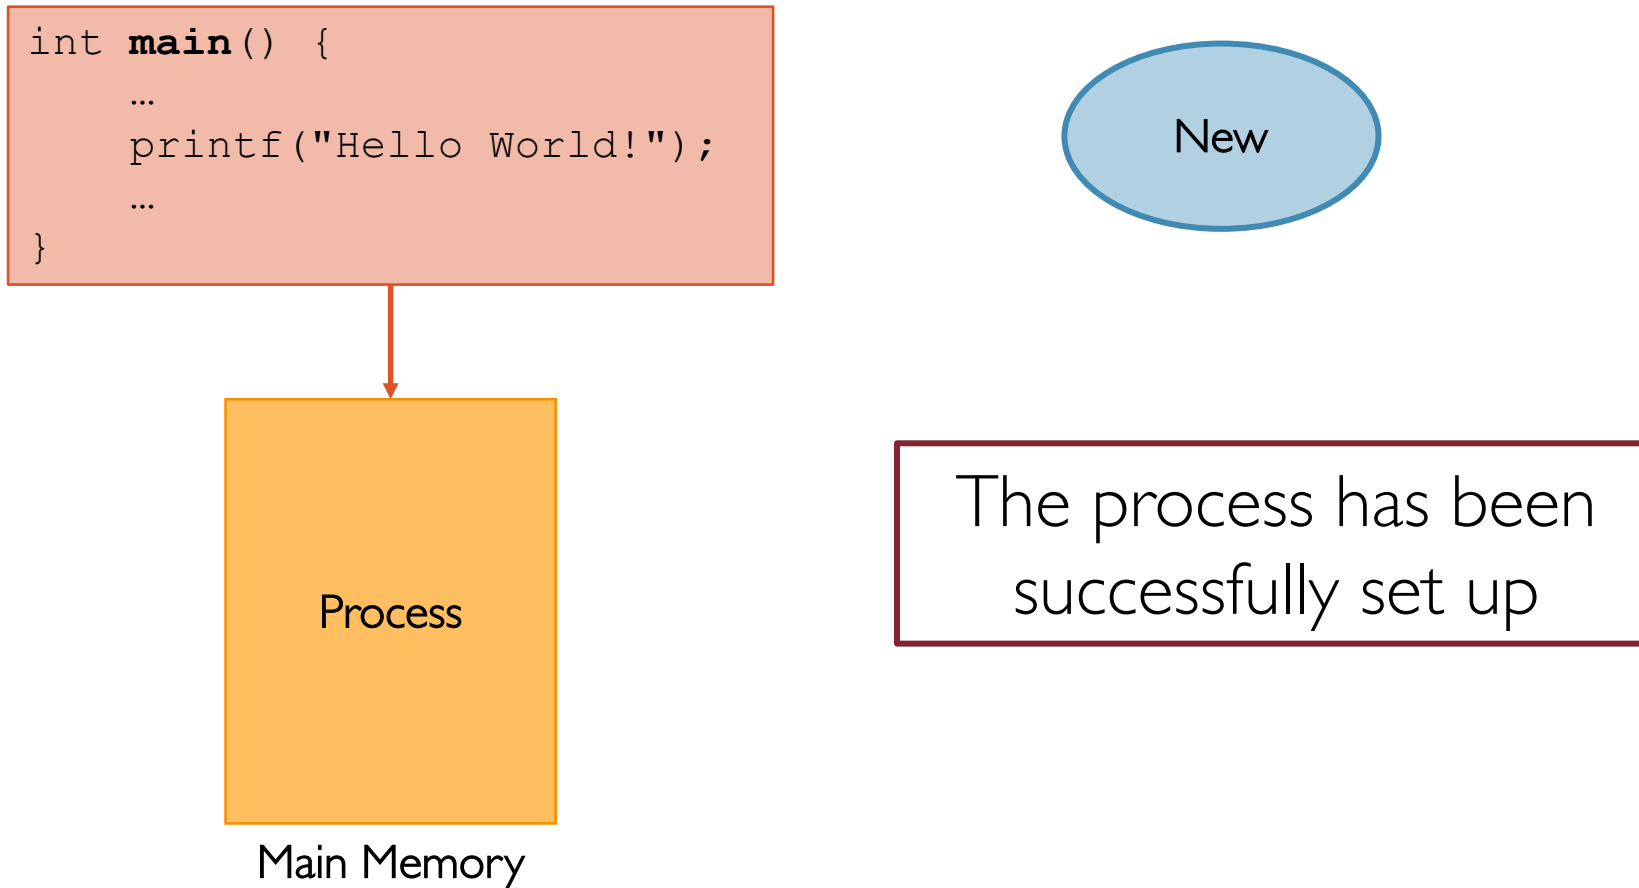 int main() {
…
printf("Hello World!");
…
}
New
Process
Main Memory
The process has been
successfully set up